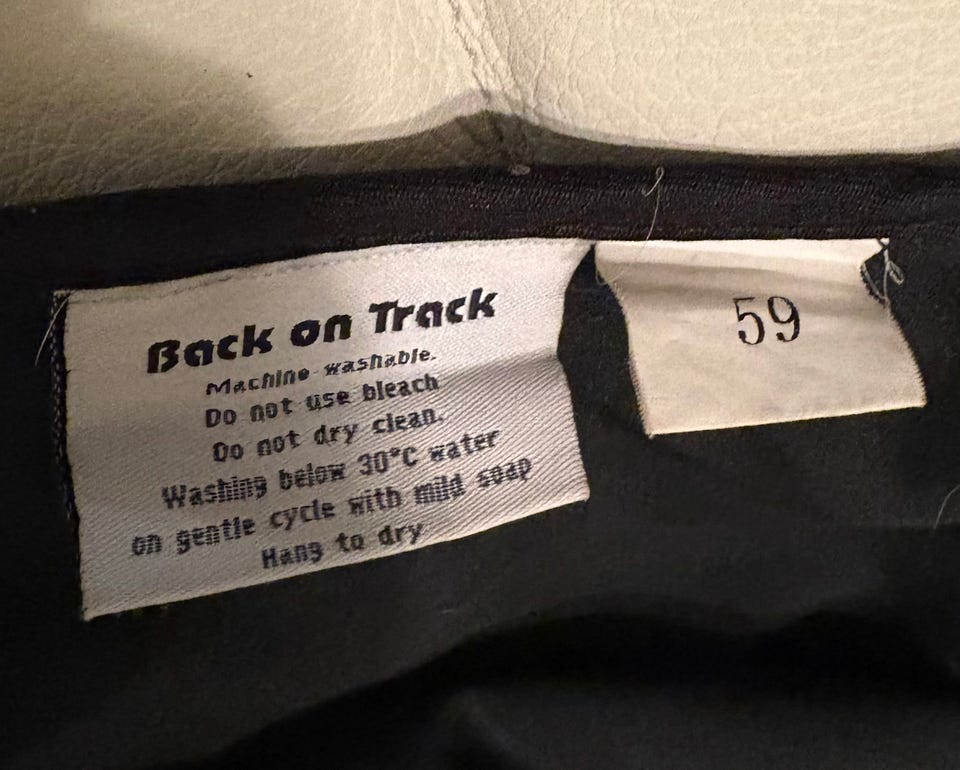 Back on Track
Machine washable.
Do not use bleach
Do not dry clean.
Washing below 30°C water
on gentle cycle with mild soap
Hang to dry
59